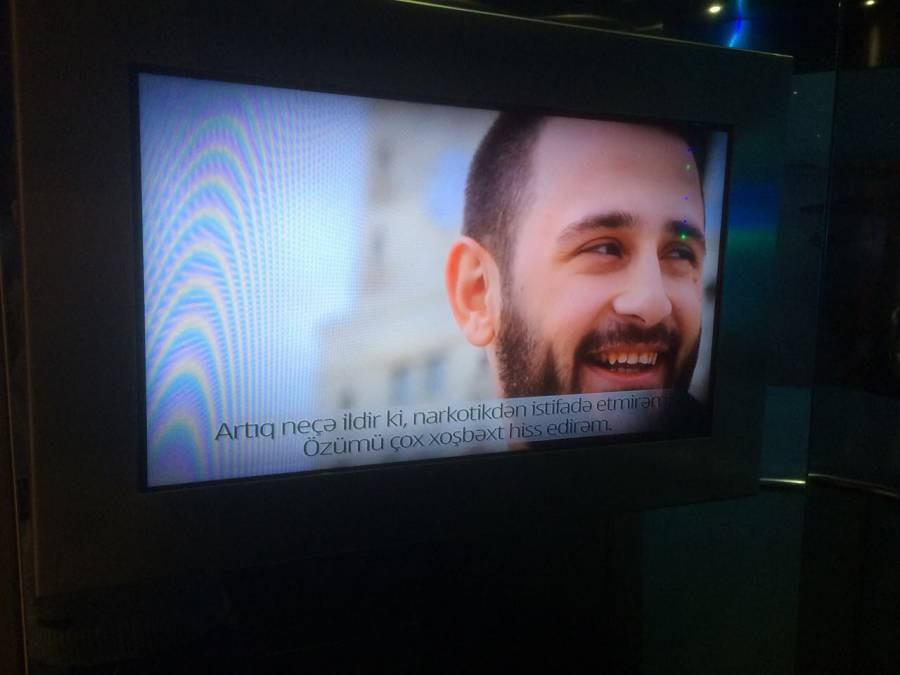 Artıq neçə ildir ki, narkotikdən istifadə etmirəm.
Özümü çox xoşbəxt hiss edirəm.